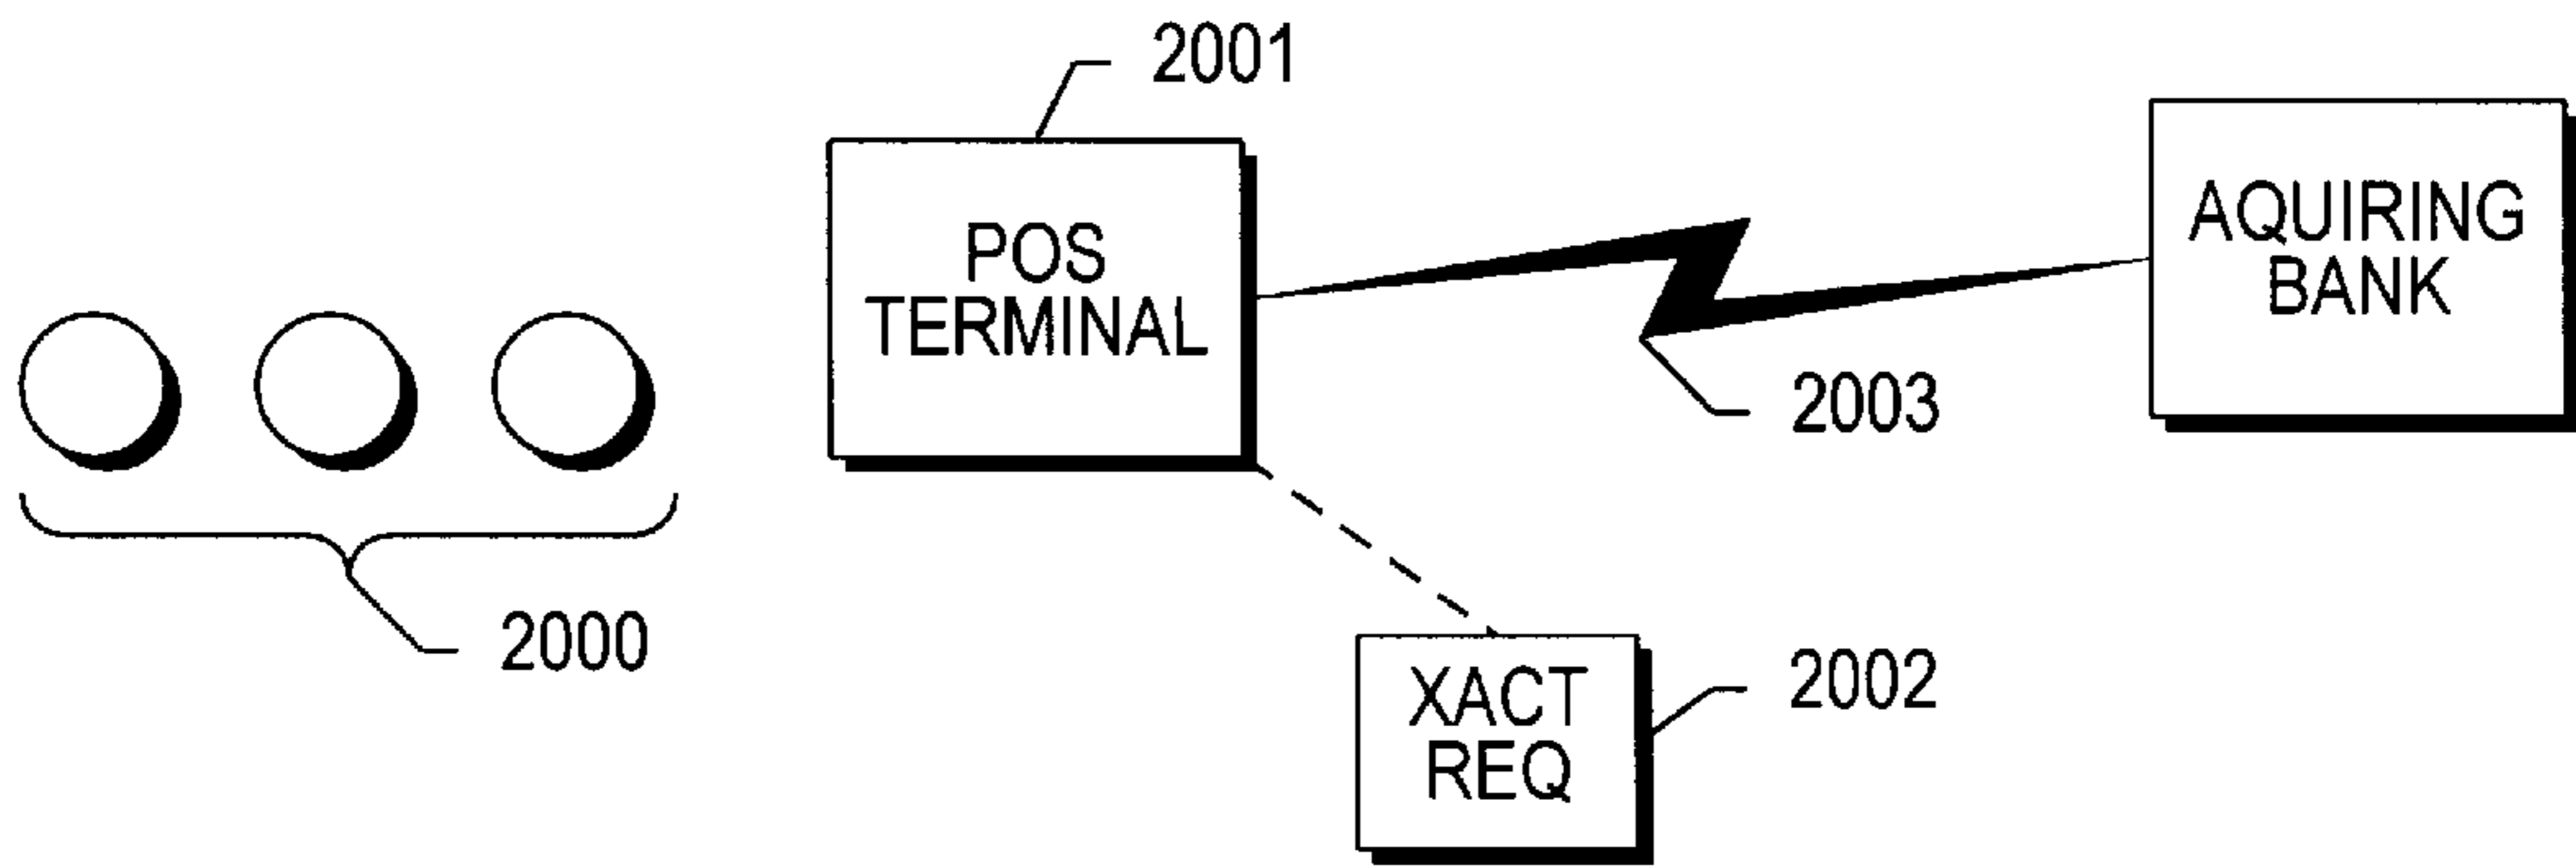 2001
POS
TERMINAL
AQUIRING
BANK
2003
2000
XACT
REQ
2002